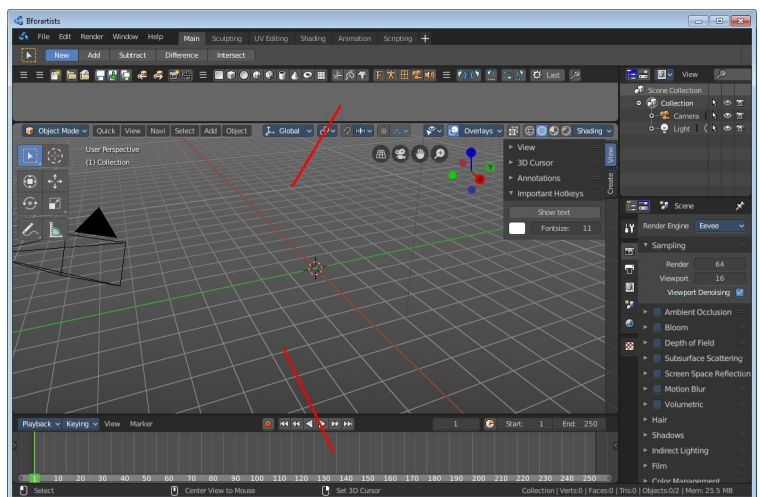 Bforartists
File Edit Render Window Help Main Sculpting UV Editing Shading Animation Scripting
New Add Subtract Difference Intersect
Last
View
Scene Collection
Collection
Camera
Light
Object Mode Quick View Navi Select Add Object Global Overlays Shading
User Perspective
(1) Collection
Y
View
3D Cursor
Annotations
Important Hotkeys
Show text
Fontsize: 11
View
Create
Scene
Render Engine Eevee
Sampling
Render 64
Viewport 16
Viewport Denoising
Ambient Occlusion
Bloom
Depth of Field
Subsurface Scattering
Screen Space Reflection
Motion Blur
Volumetric
Hair
Shadows
Indirect Lighting
Film
Color Management
Playback Keying View Marker 1 Start: 1 End: 250
1 10 20 30 40 50 60 70 80 90 100 110 120 130 140 150 160 170 180 190 200 210 220 230 240 250
Select Center View to Mouse Set 3D Cursor Collection | Verts:0 | Faces:0 | Tris:0 | Objects:0/2 | Mem: 25.5 MB